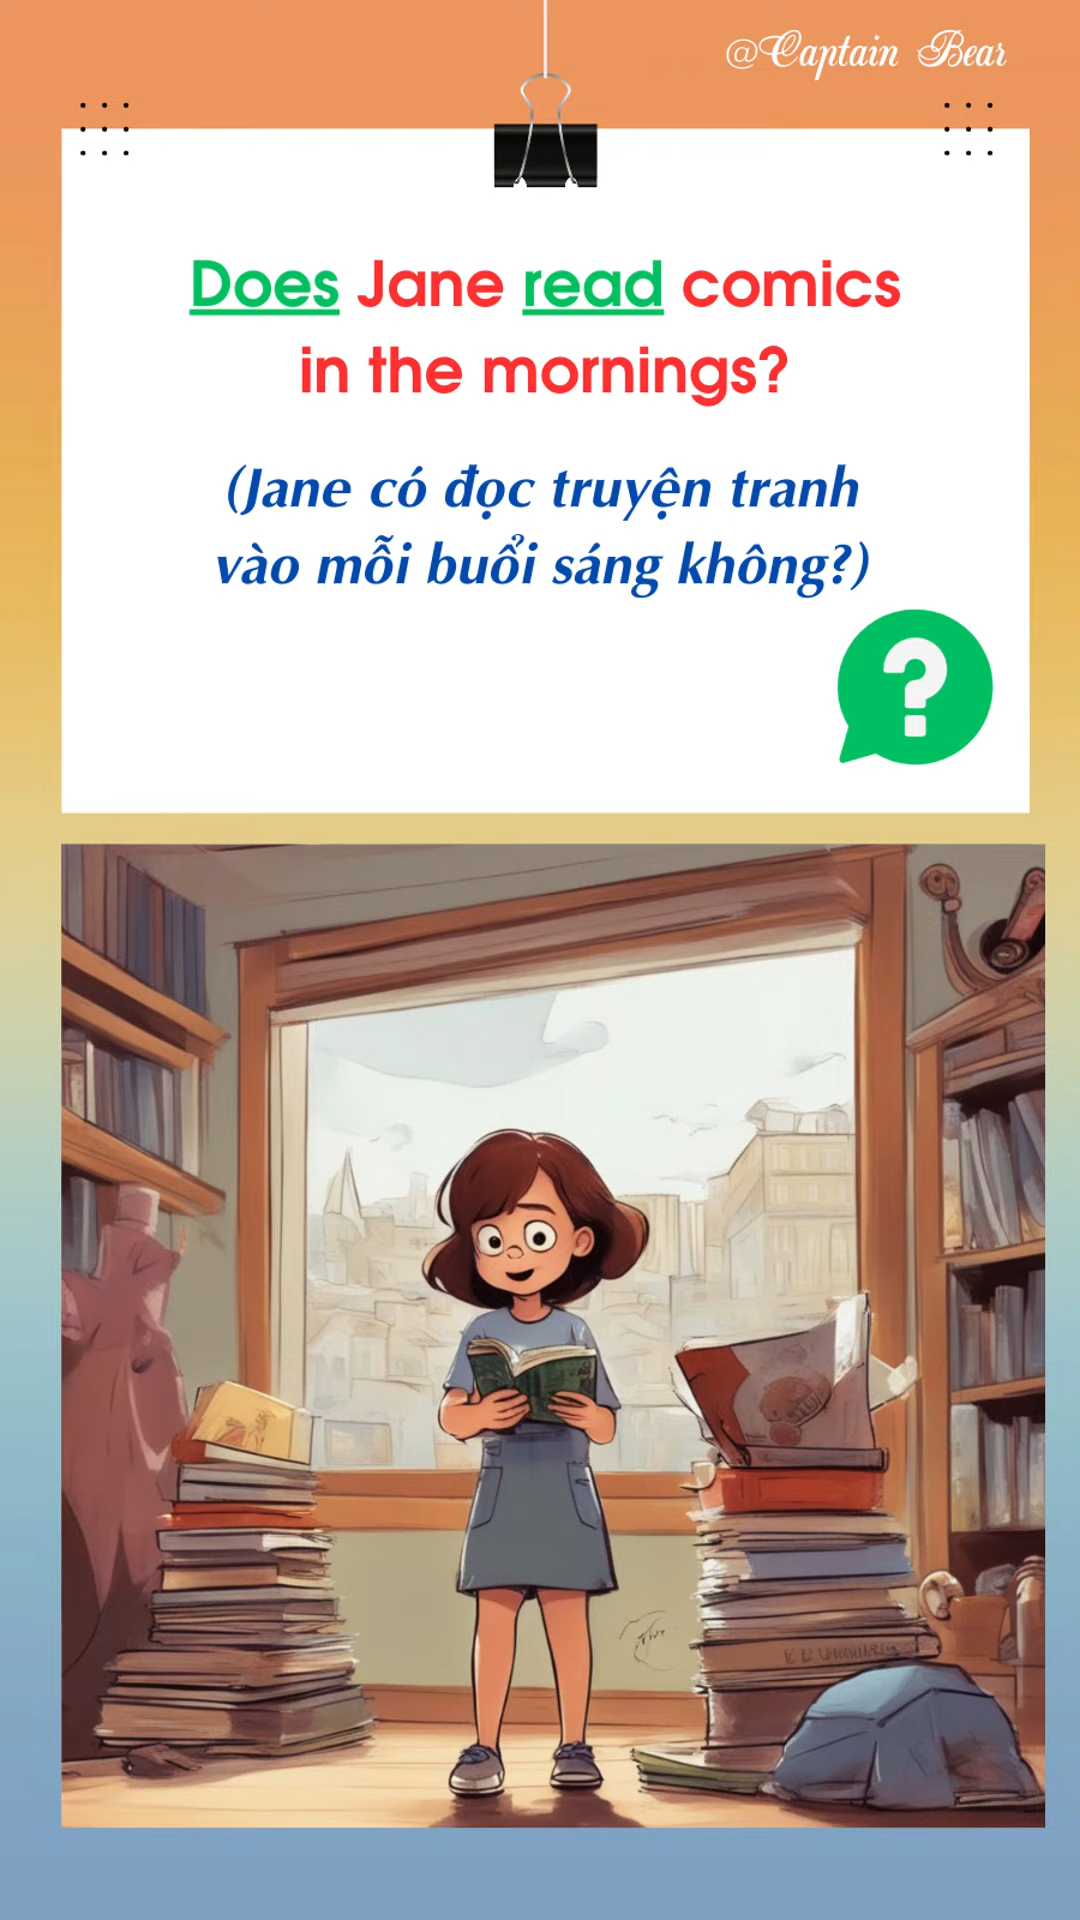 @Captain Bear
Does Jane read comics
in the mornings?
(Jane có đọc truyện tranh
vào mỗi buổi sáng không?)
?